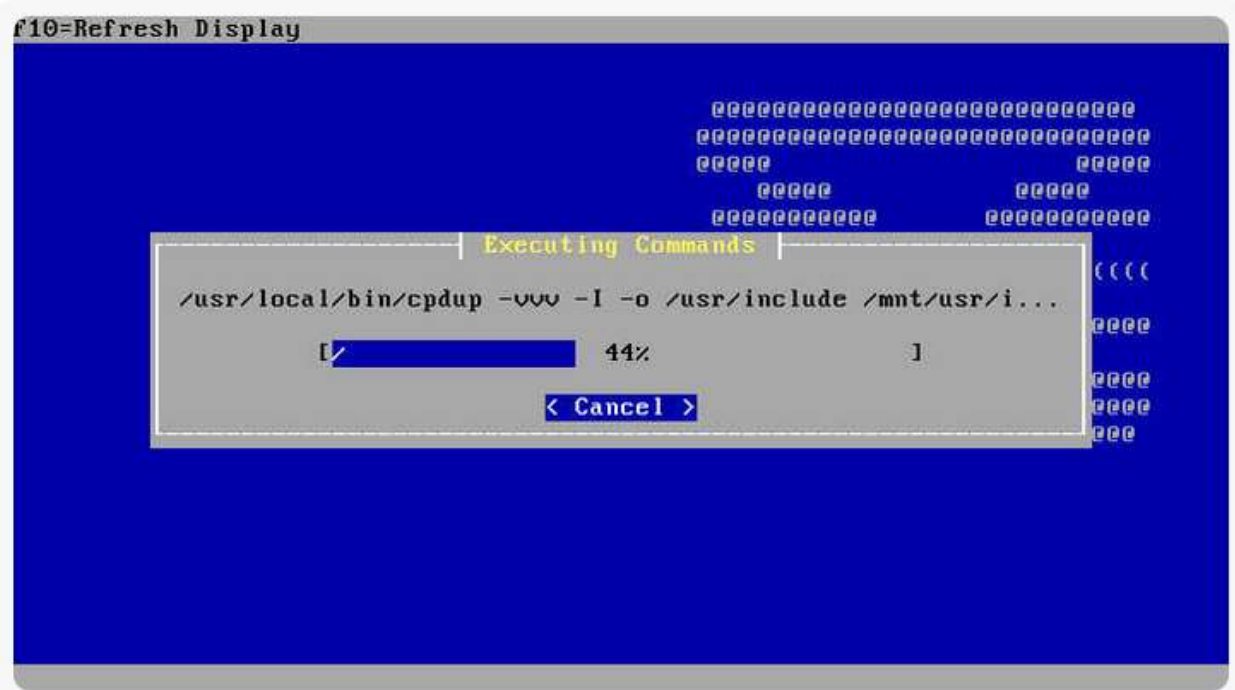 f10=Refresh Display
@@@@@@@@@@@@@@@@@@@@@@@@@@@@
@@@@@@@@@@@@@@@@@@@@@@@@@@@@@@
@@@@@ @@@@@
@@@@@ @@@@@
@@@@@@@@@@@ @@@@@@@@@@@
Executing Commands
((((
/usr/local/bin/cpdup -vvv -I -o /usr/include /mnt/usr/i...
@@@@
[/ 44% ]
@@@@
< Cancel > @@@@
@@@